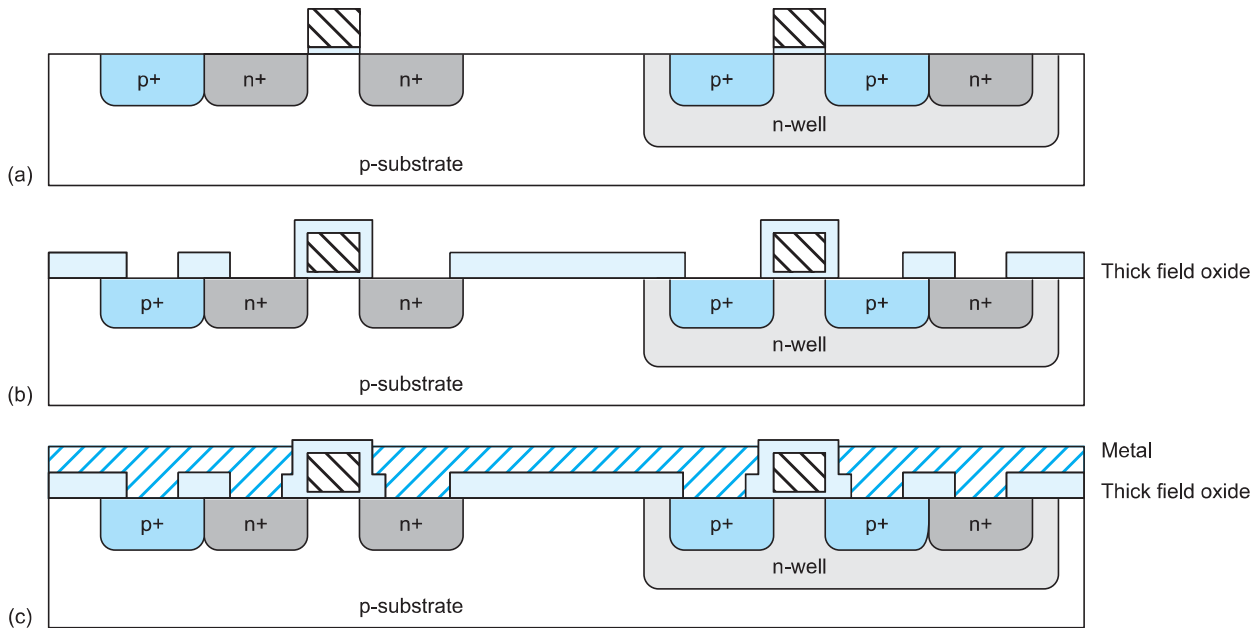 p+
n+
n+
p+
p+
n+
n-well
p-substrate
(a)
Thick field oxide
p+
n+
n+
p+
p+
n+
n-well
p-substrate
(b)
Metal
Thick field oxide
p+
n+
n+
p+
p+
n+
n-well
p-substrate
(c)